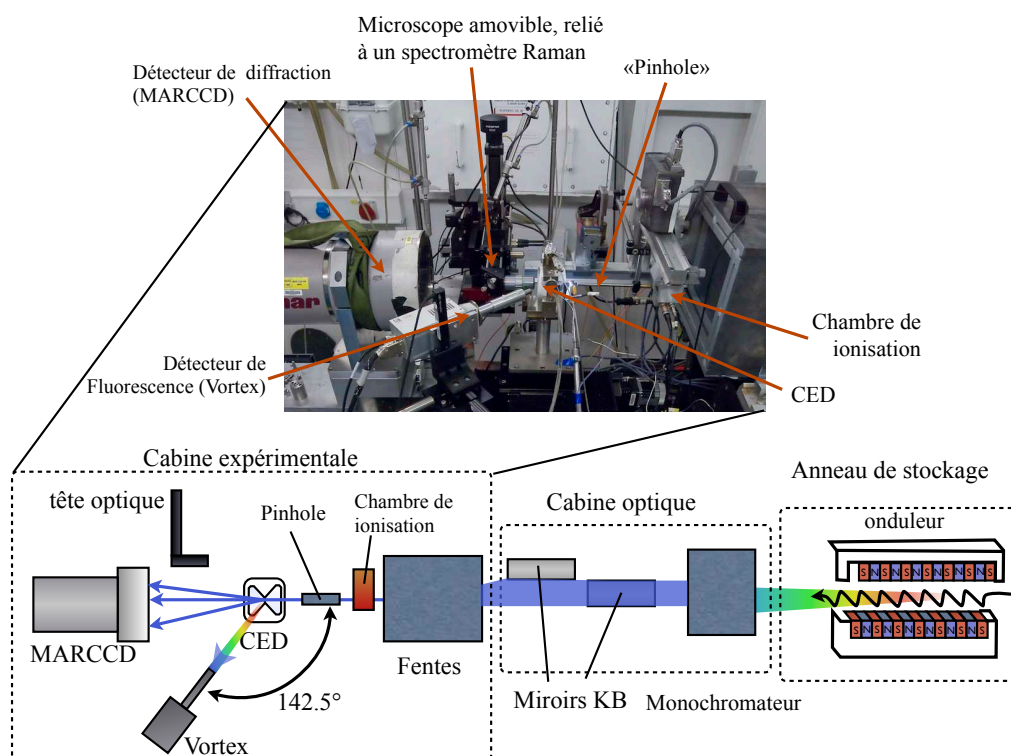 Microscope amovible, relié
à un spectromètre Raman
Détecteur de diffraction
(MARCCD)
«Pinhole»
Chambre de
ionisation
Détecteur de
Fluorescence (Vortex)
CED
Cabine expérimentale
tête optique
Pinhole
Chambre de
ionisation
MARCCD
CED
Fentes
142.5°
Vortex
Cabine optique
Miroirs KB
Monochromateur
Anneau de stockage
onduleur
S N S N S N S N S N S N
S N S N S N S N S N S N